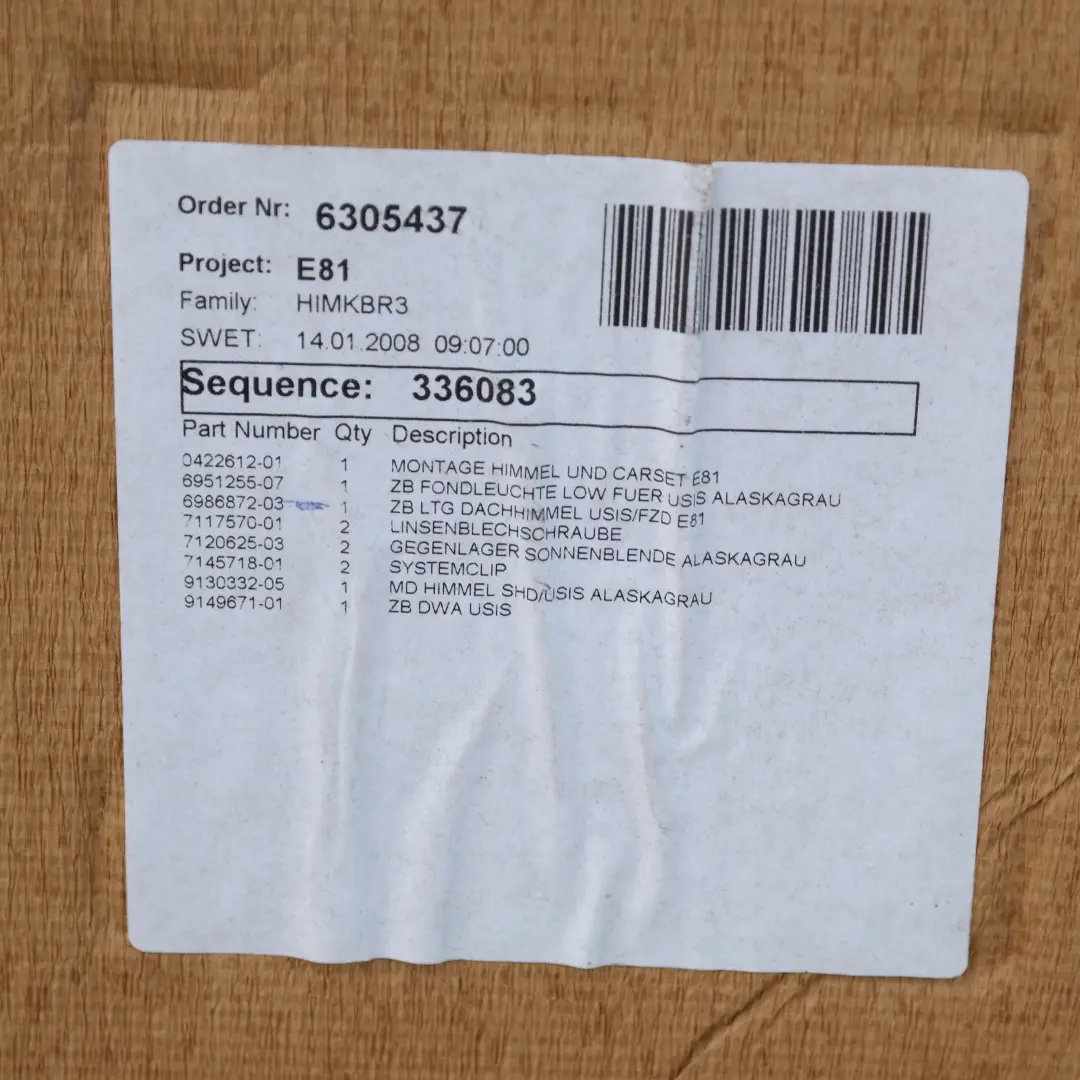 Order Nr: 6305437
Project: E81
Family: HIMKBR3
SWET: 14.01.2008 09:07:00
Sequence: 336083
Part Number Qty Description
0422612-01 1 MONTAGE HIMMEL UND CARSET E81
6951255-07 1 ZB FONDLEUCHTE LOW FUER USIS ALASKAGRAU
6986872-03 1 ZB LTG DACHHIMMEL USIS/FZD E81
7117570-01 2 LINSENBLECHSCHRAUBE
7120625-03 2 GEGENLAGER SONNENBLENDE ALASKAGRAU
7145718-01 2 SYSTEMCLIP
9130332-05 1 MD HIMMEL SHD/USIS ALASKAGRAU
9149671-01 1 ZB DWA USIS